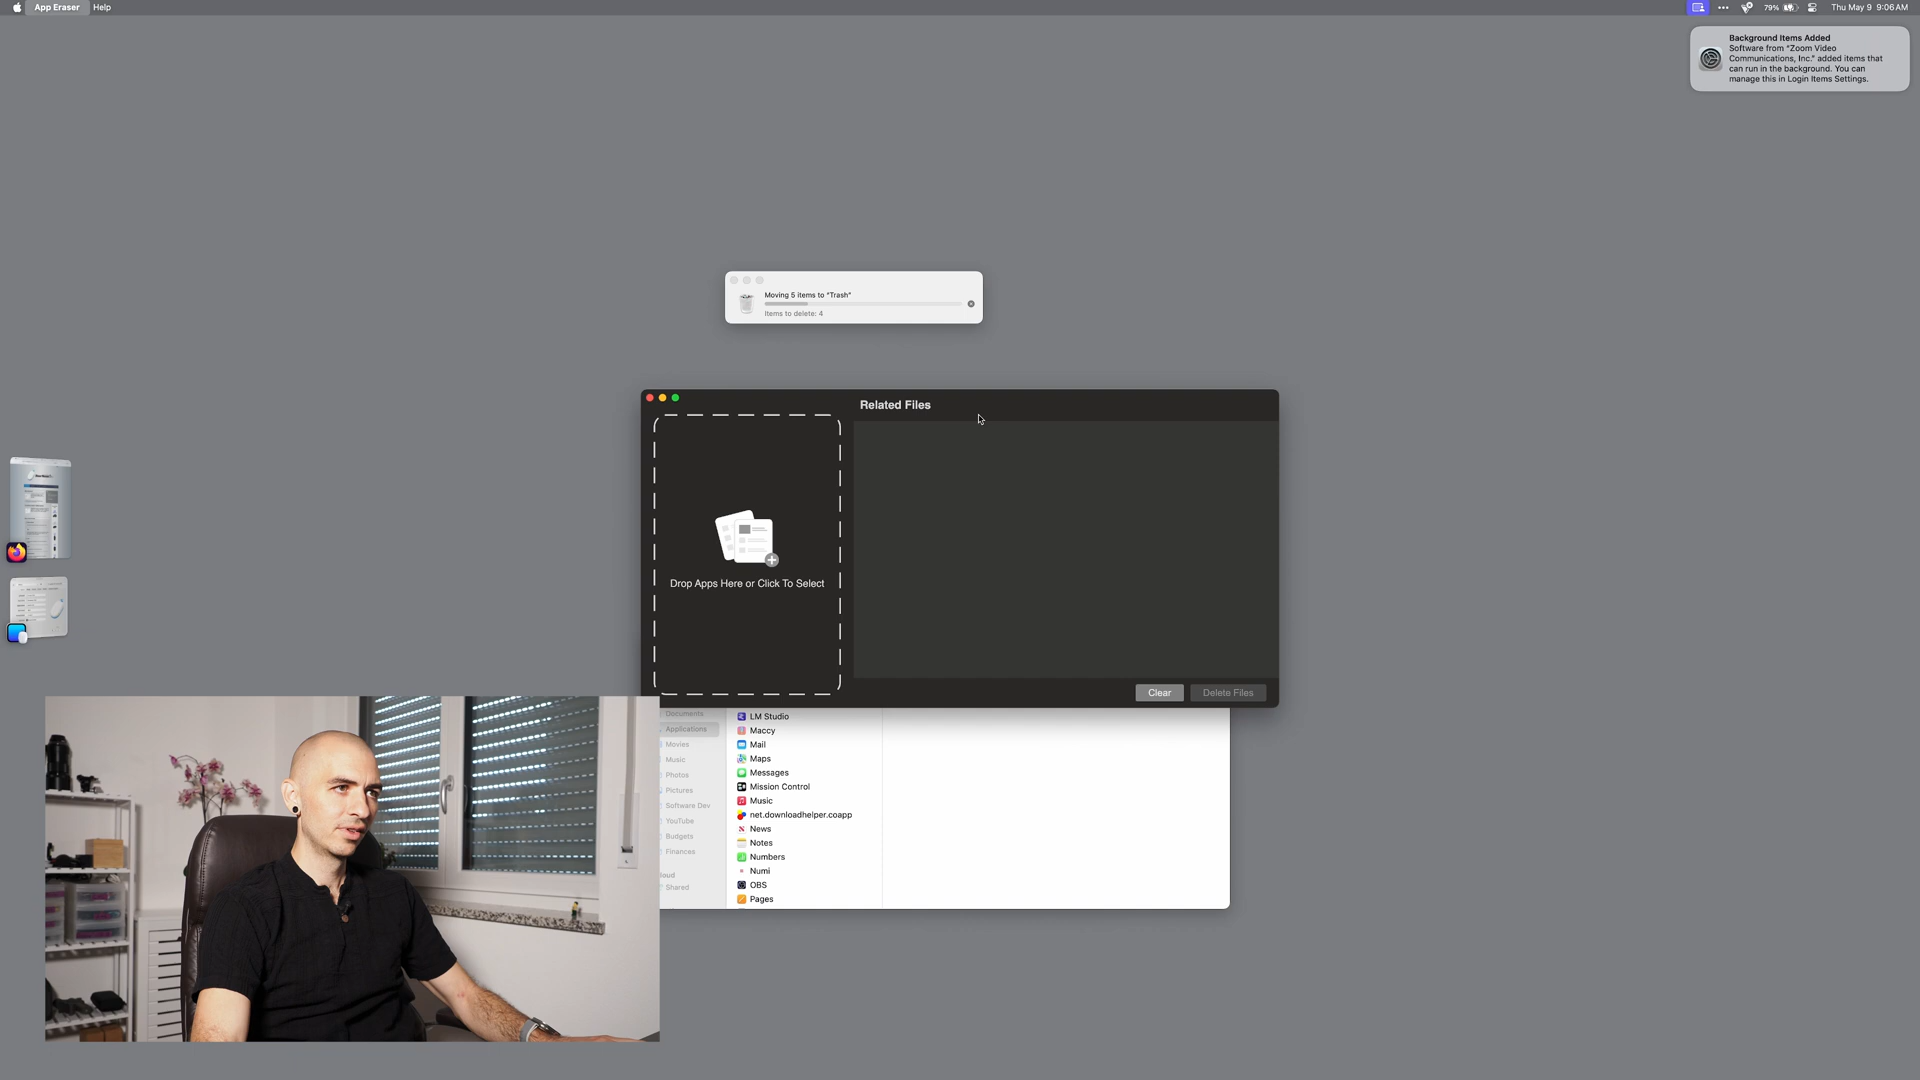 App Eraser Help
79% Thu May 9 9:06 AM
Background Items Added
Software from "Zoom Video
Communications, Inc." added items that
can run in the background. You can
manage this in Login Items Settings.
Moving 5 items to "Trash"
Items to delete: 4
Related Files
Drop Apps Here or Click To Select
Clear
Delete Files
Documents
Applications
Movies
Music
Photos
Pictures
Software Dev
YouTube
Budgets
Finances
loud
Shared
LM Studio
Maccy
Mail
Maps
Messages
Mission Control
Music
net.downloadhelper.coapp
News
Notes
Numbers
Numi
OBS
Pages